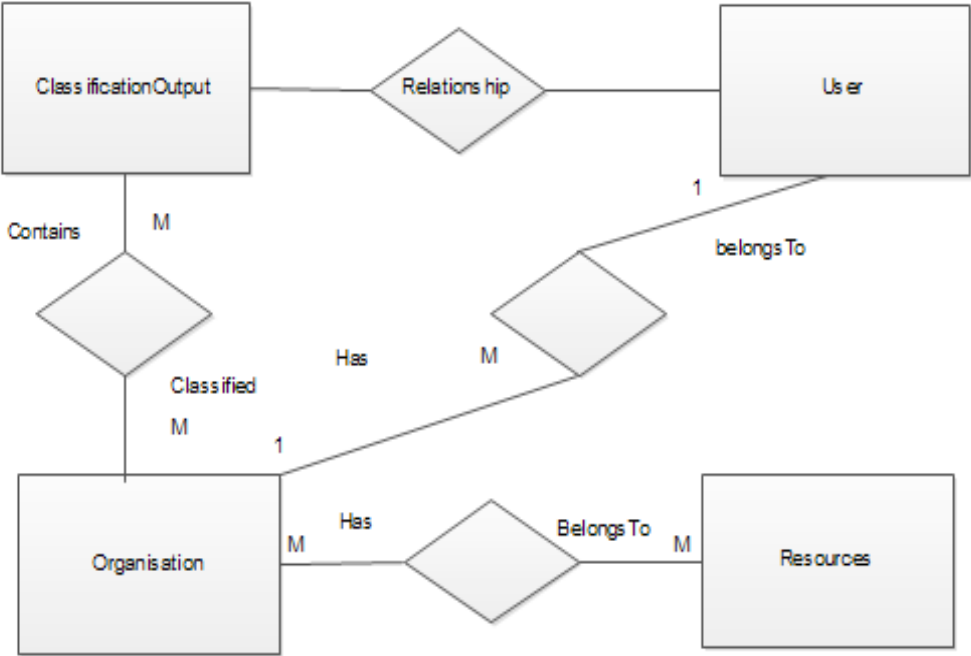 ClassificationOutput
Relationship
User
1
Contains
M
belongsTo
Has
M
Classified
M
1
Has
BelongsTo
M
M
Organisation
Resources